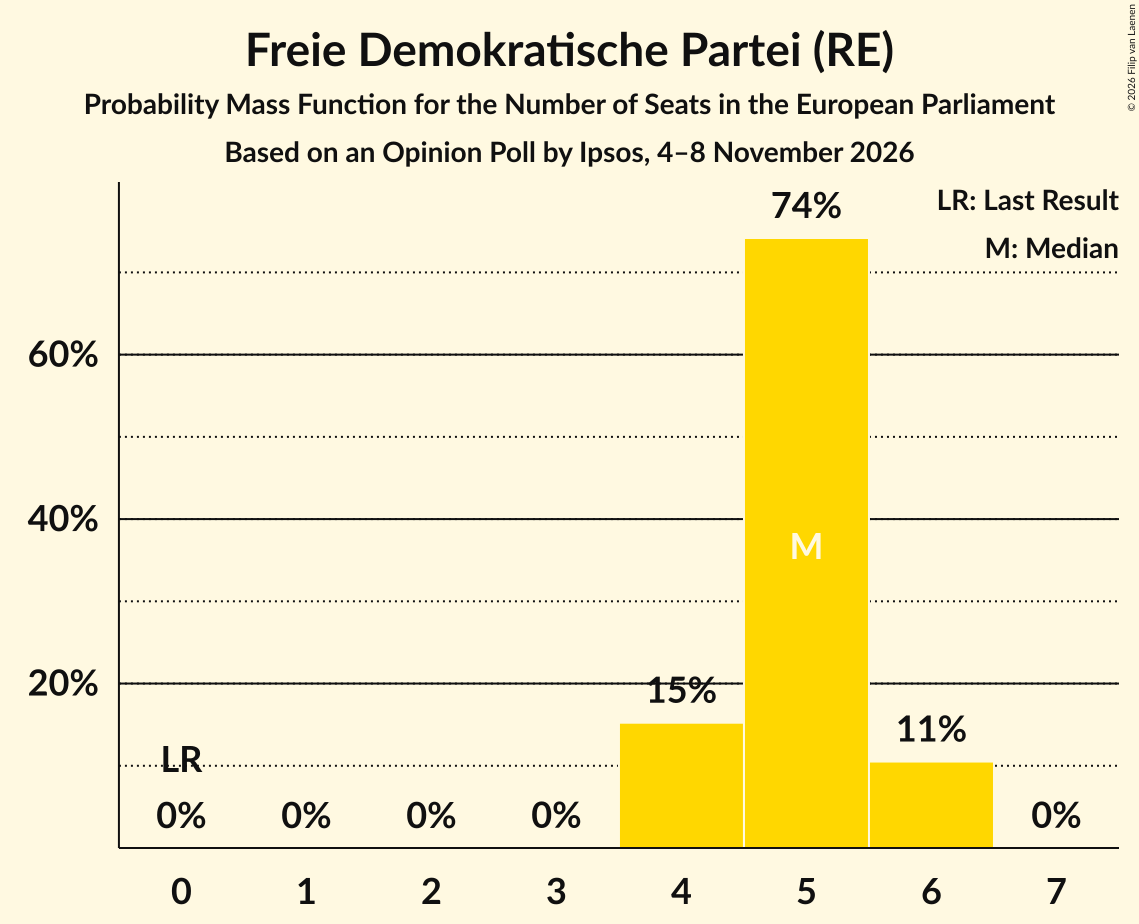 Freie Demokratische Partei (RE)
Probability Mass Function for the Number of Seats in the European Parliament
Based on an Opinion Poll by Ipsos, 4–8 November 2026
© 2026 Filip van Laenen
LR: Last Result
M: Median
74%
60%
40%
M
20%
15%
11%
LR
0% 0% 0% 0% 0%
0 1 2 3 4 5 6 7